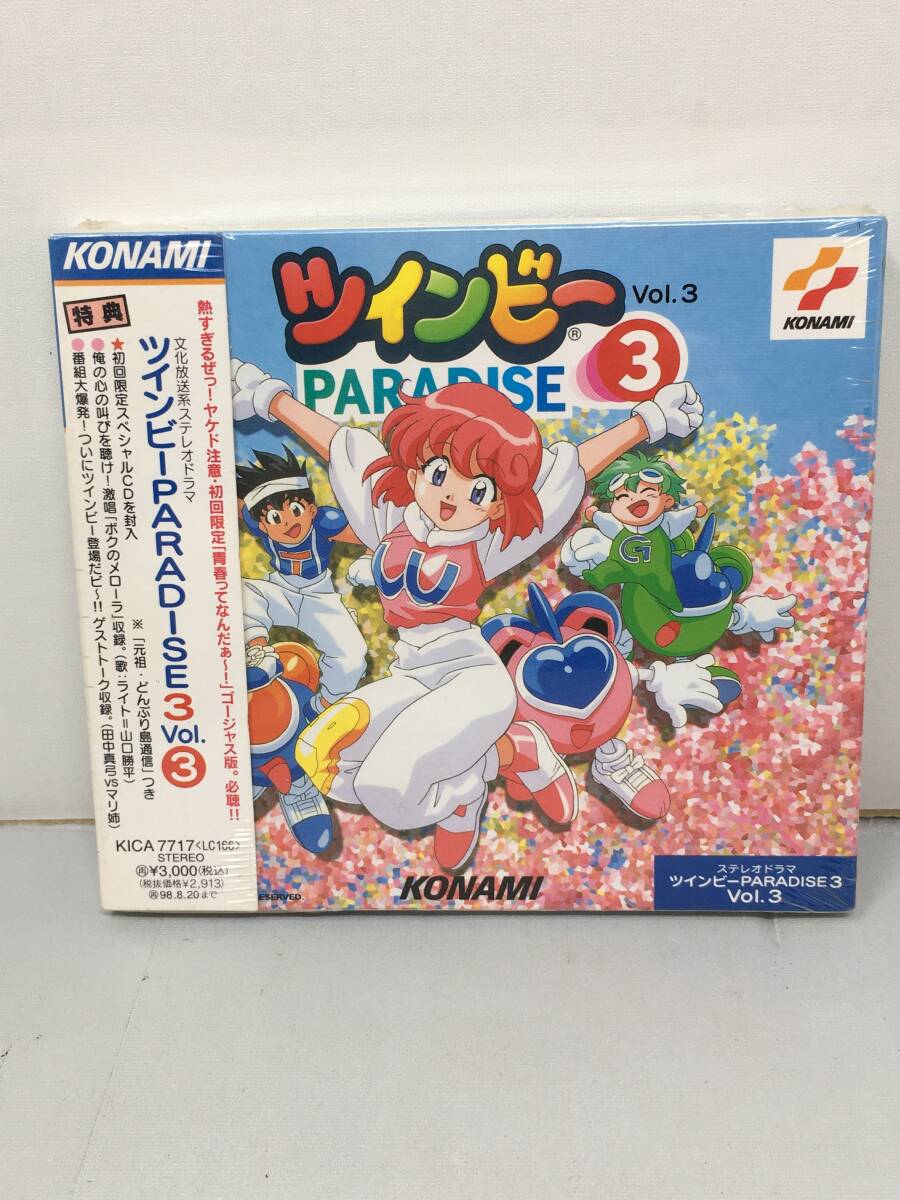 KONAMI
特典
熱すぎるぜっ!ヤケド注意・初回限定「青春ってなんだぁ〜!」ゴージャス版。必聴!!
文化放送系ステレオドラマ
ツインビーPARADISE 3 Vol.3
※「元祖・どんぶり島通信」つき
★初回限定スペシャルCDを封入
●俺の心の叫びを聴け!激唱「ボクのメローラ」収録。(歌:ライト=山口勝平)
●番組大爆発!ついにツインビー登場だビ〜!!ゲストトーク収録。(田中真弓VSマリ姉)
KICA 7717<LC166>
STEREO
㊢¥3,000(税込)
(税抜価格¥2,913)
㊢98.8.20まで
ツインビー Vol.3
®
PARADISE 3
KONAMI
T
W
G
RESERVED.
KONAMI
ステレオドラマ
ツインビーPARADISE3
Vol.3